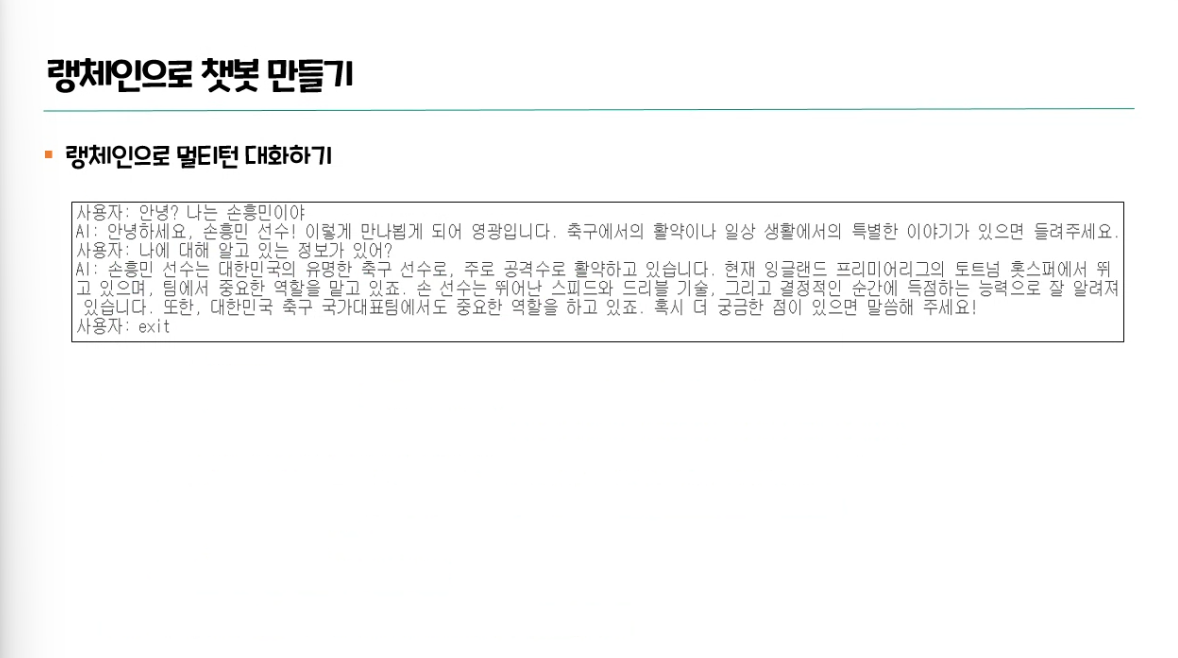 랭체인으로 챗봇 만들기
랭체인으로 멀티턴 대화하기
사용자: 안녕? 나는 손흥민이야
AI: 안녕하세요, 손흥민 선수! 이렇게 만나뵙게 되어 영광입니다. 축구에서의 활약이나 일상 생활에서의 특별한 이야기가 있으면 들려주세요.
사용자: 나에 대해 알고 있는 정보가 있어?
AI: 손흥민 선수는 대한민국의 유명한 축구 선수로, 주로 공격수로 활약하고 있습니다. 현재 잉글랜드 프리미어리그의 토트넘 홋스퍼에서 뛰
고 있으며, 팀에서 중요한 역할을 맡고 있죠. 손 선수는 뛰어난 스피드와 드리블 기술, 그리고 결정적인 순간에 득점하는 능력으로 잘 알려져
있습니다. 또한, 대한민국 축구 국가대표팀에서도 중요한 역할을 하고 있죠. 혹시 더 궁금한 점이 있으면 말씀해 주세요!
사용자: exit